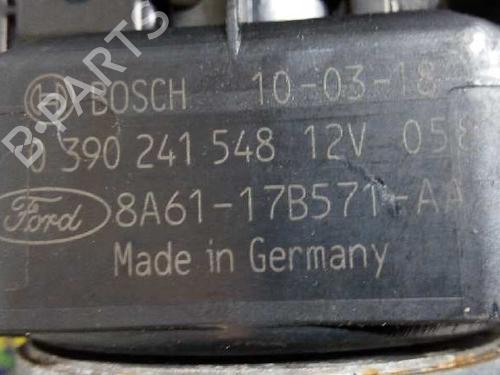 BOSCH 10-03-18
0 390 241 548 12V 058
Ford 8A61-17B571-AA
Made in Germany
B-PARTS